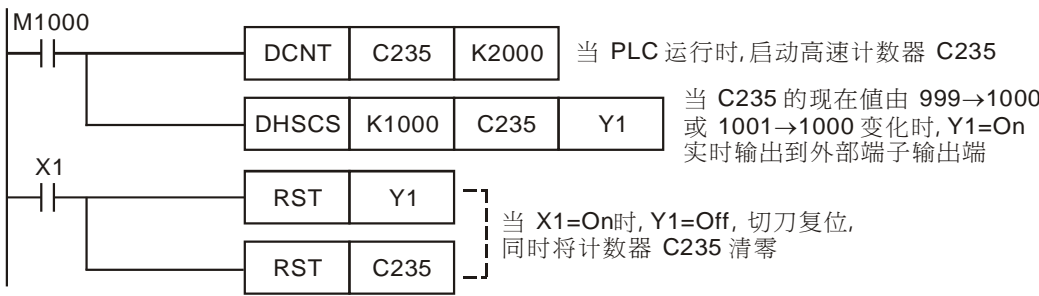 M1000
DCNT C235 K2000 当 PLC 运行时,启动高速计数器 C235
DHSCS K1000 C235 Y1
当 C235 的现在值由 999→1000
或 1001→1000 变化时, Y1=On
实时输出到外部端子输出端
X1
RST Y1
RST C235
当 X1=On时, Y1=Off, 切刀复位,
同时将计数器 C235 清零